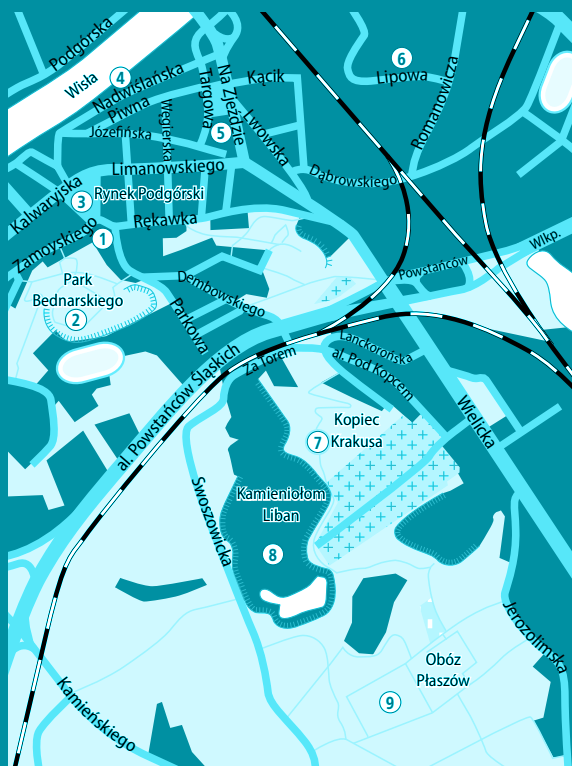 Podgórska
Wisła
4
Nadwiślańska
Piwna
Józefińska
Węgierska
Targowa
Na Zjeździe
Kącik
5
Lwowska
6
Lipowa
Romanowicza
Limanowskiego
Dąbrowskiego
Kalwaryjska
3
Rynek Podgórski
Rękawka
Zamoyskiego
1
Park
Bednarskiego
2
Parkowa
Dembowskiego
Powstańców
Wlkp.
al. Powstańców Śląskich
Za Torem
Lanckorońska
al. Pod Kopcem
Wielicka
Kopiec
Krakusa
7
Swoszowicka
Kamieniołom
Liban
8
Jerozolimska
Obóz
Płaszów
9
Kamieńskiego